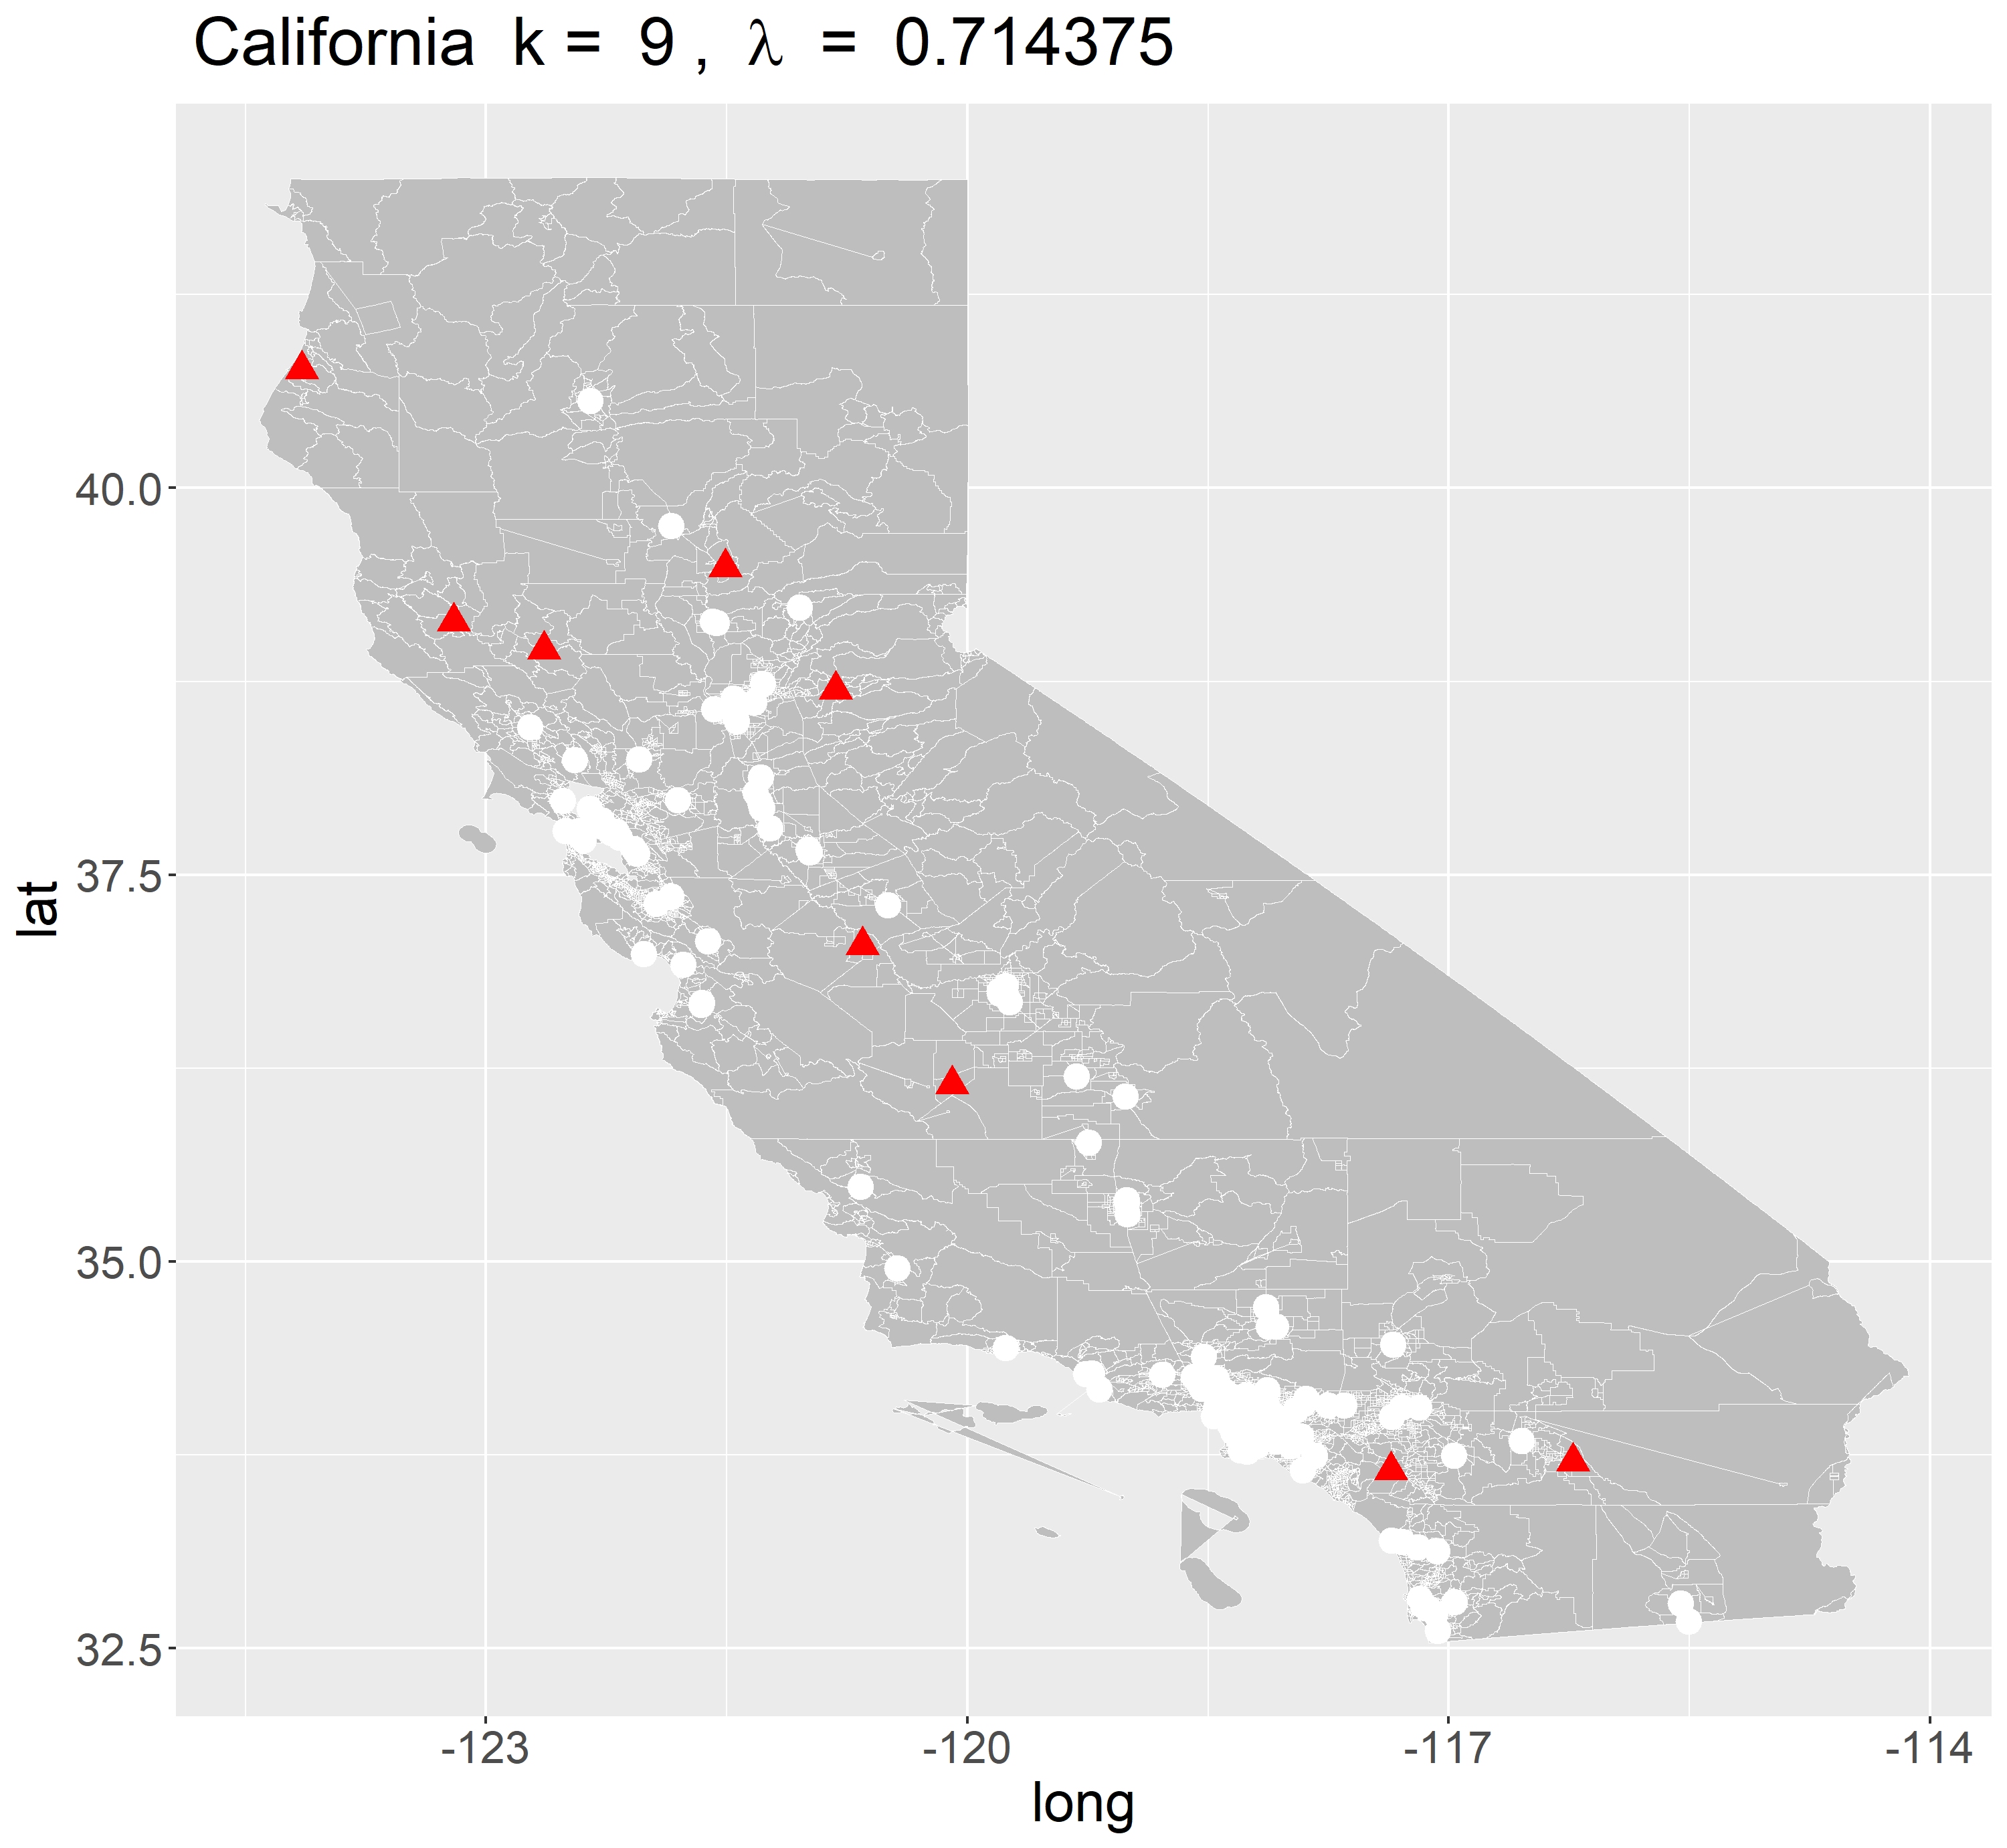 California k = 9 , λ = 0.714375
40.0
37.5
35.0
32.5
lat
-123
-120
-117
-114
long